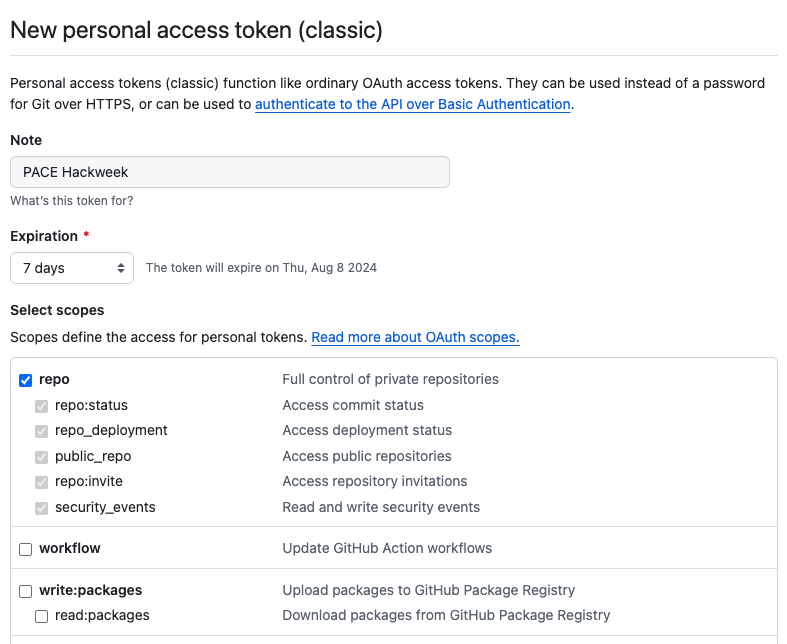 New personal access token (classic)
Personal access tokens (classic) function like ordinary OAuth access tokens. They can be used instead of a password
for Git over HTTPS, or can be used to authenticate to the API over Basic Authentication.
Note
PACE Hackweek
What's this token for?
Expiration *
7 days The token will expire on Thu, Aug 8 2024
Select scopes
Scopes define the access for personal tokens. Read more about OAuth scopes.
repo Full control of private repositories
repo:status Access commit status
repo_deployment Access deployment status
public_repo Access public repositories
repo:invite Access repository invitations
security_events Read and write security events
workflow Update GitHub Action workflows
write:packages Upload packages to GitHub Package Registry
read:packages Download packages from GitHub Package Registry